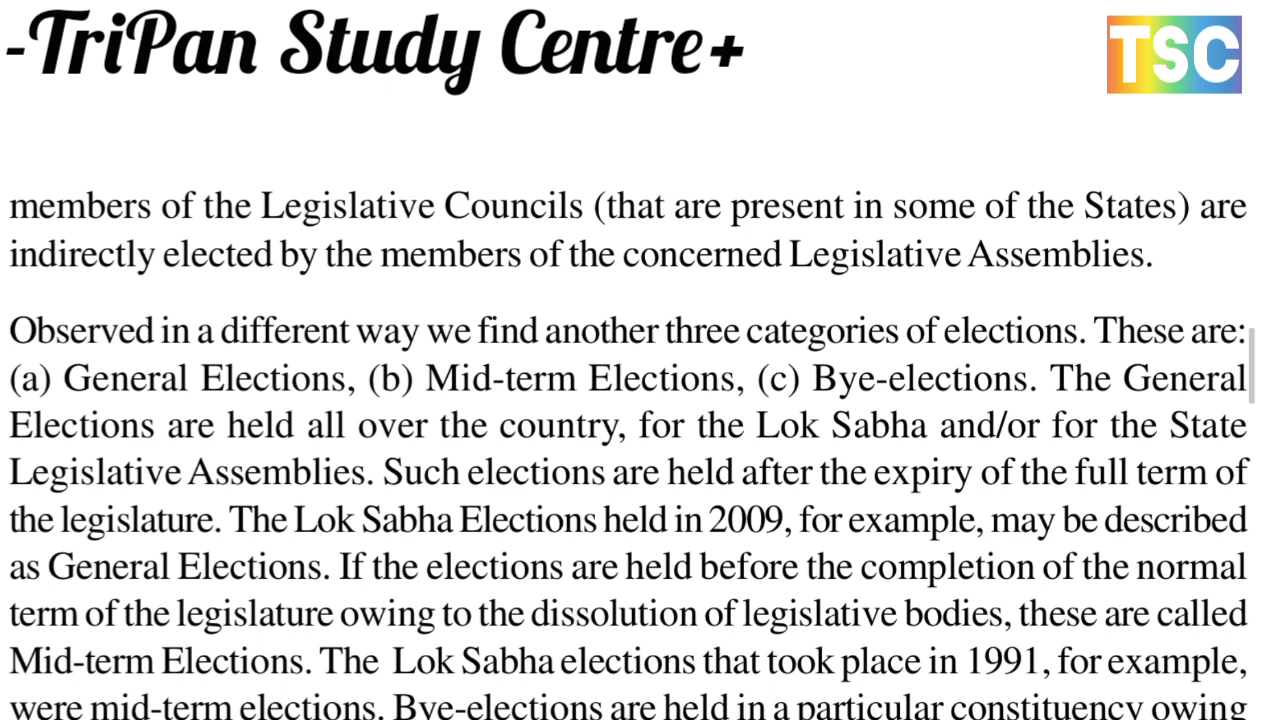 -TriPan Study Centre+
TSC
members of the Legislative Councils (that are present in some of the States) are
indirectly elected by the members of the concerned Legislative Assemblies.
Observed in a different way we find another three categories of elections. These are:
(a) General Elections, (b) Mid-term Elections, (c) Bye-elections. The General
Elections are held all over the country, for the Lok Sabha and/or for the State
Legislative Assemblies. Such elections are held after the expiry of the full term of
the legislature. The Lok Sabha Elections held in 2009, for example, may be described
as General Elections. If the elections are held before the completion of the normal
term of the legislature owing to the dissolution of legislative bodies, these are called
Mid-term Elections. The Lok Sabha elections that took place in 1991, for example,
were mid-term elections. Bye-elections are held in a particular constituency owing